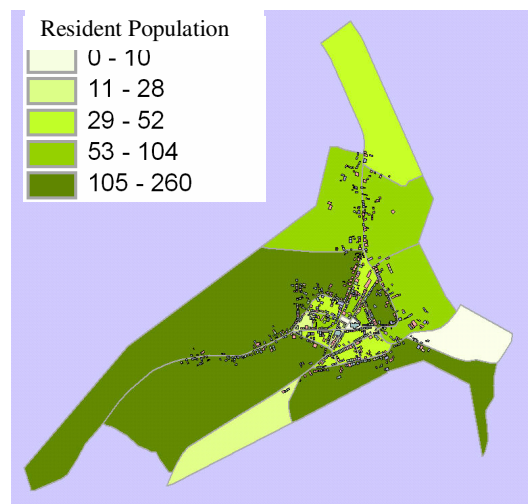 Resident Population
0 - 10
11 - 28
29 - 52
53 - 104
105 - 260